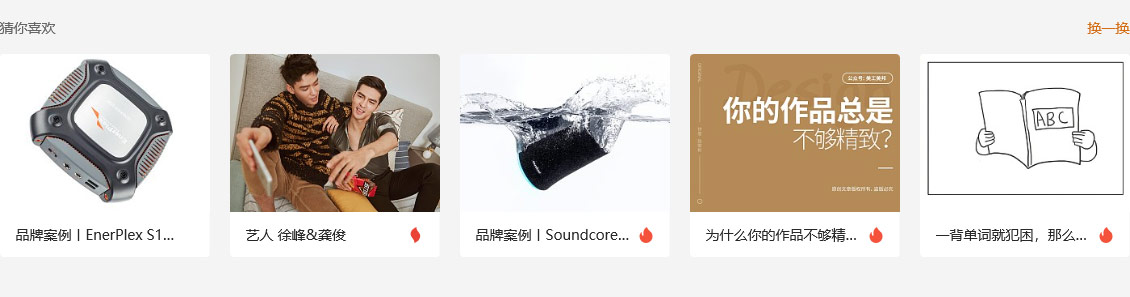 猜你喜欢
换一换
公众号:美工美邦
Design
你的作品总是
不够精致?
ABC
品牌案例丨EnerPlex S1...
艺人 徐峰&龚俊
品牌案例丨Soundcore...
为什么你的作品不够精...
一背单词就犯困，那么...